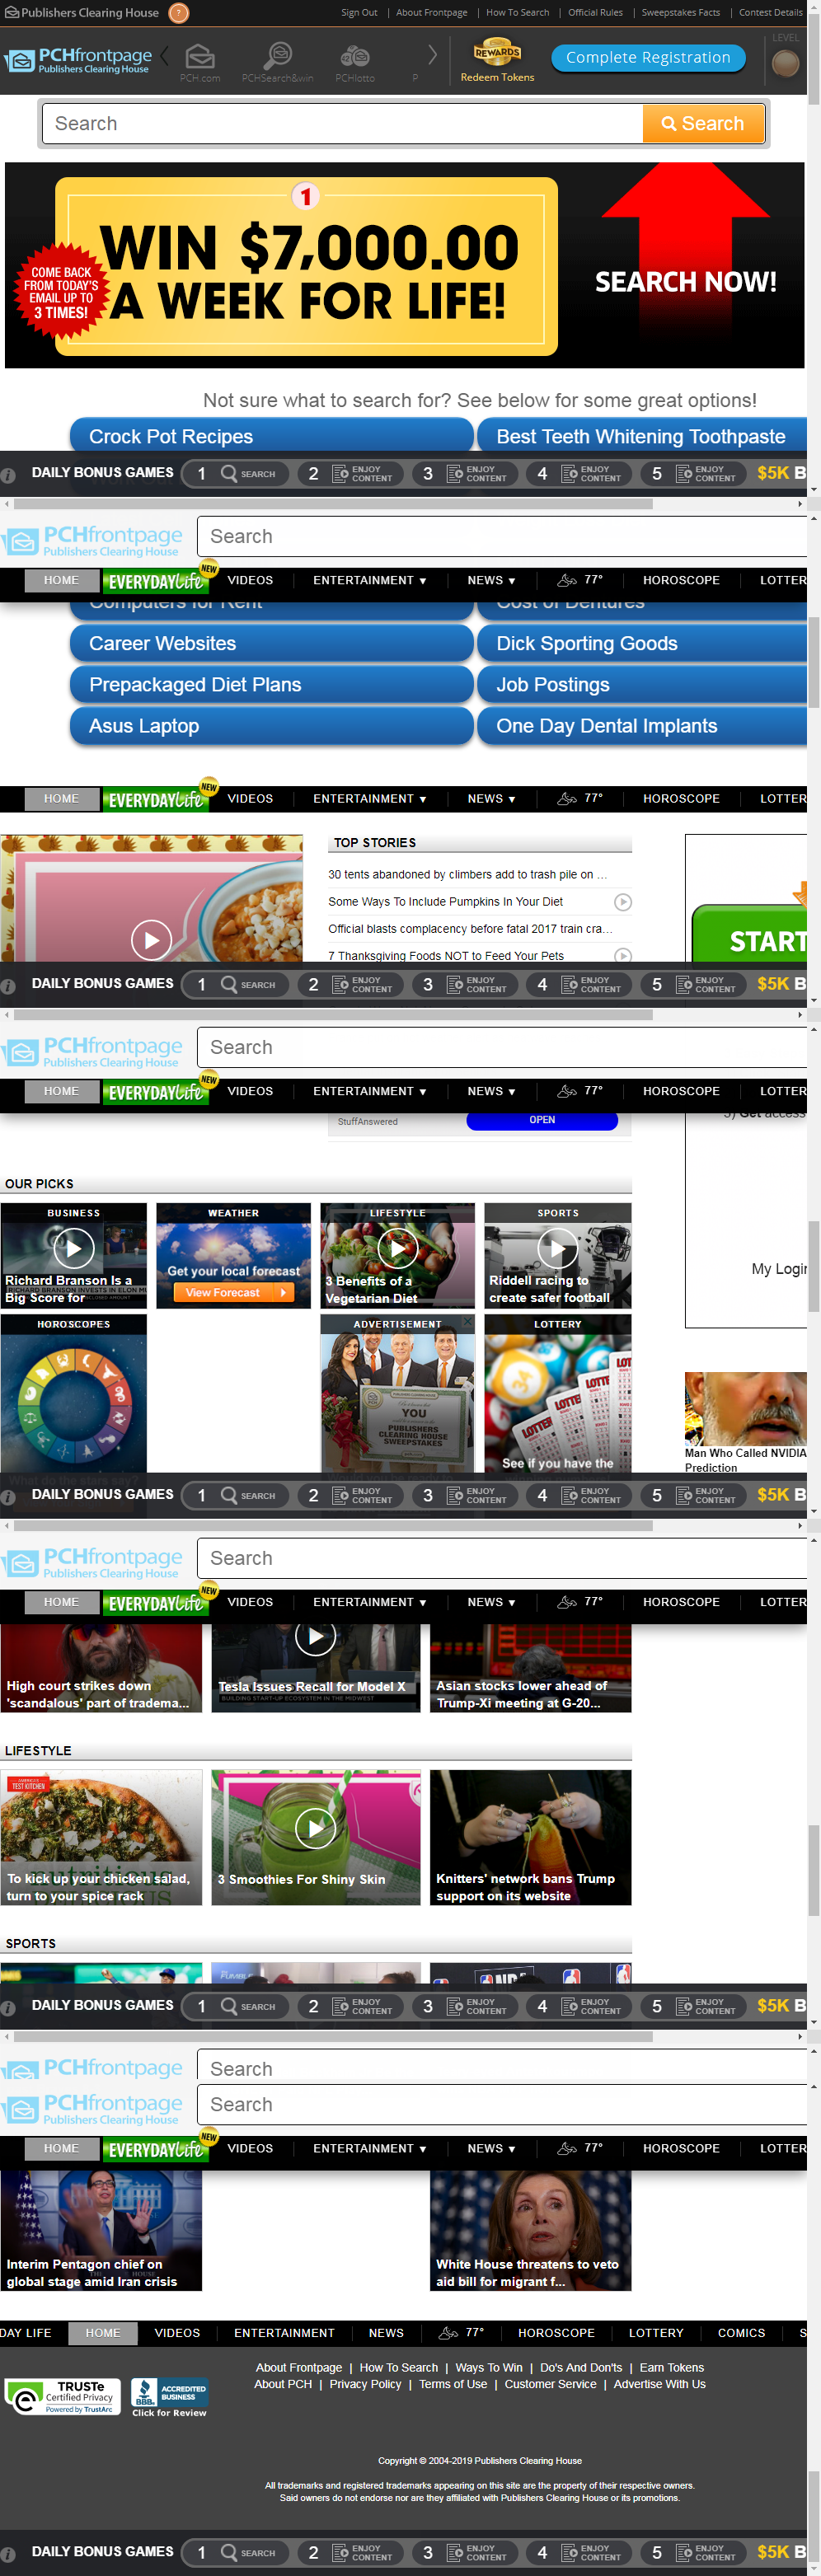 Publishers Clearing House
?
Sign Out | About Frontpage | How To Search | Official Rules | Sweepstakes Facts | Contest Details
PCHfrontpage
Publishers Clearing House
PCH.com
PCHSearch&win
PCHlotto
P
REWARDS
Redeem Tokens
Complete Registration
LEVEL
Search
Search
1
WIN $7,000.00
A WEEK FOR LIFE!
COME BACK
FROM TODAY'S
EMAIL UP TO
3 TIMES!
SEARCH NOW!
Not sure what to search for? See below for some great options!
Crock Pot Recipes
Best Teeth Whitening Toothpaste
DAILY BONUS GAMES 1 SEARCH 2 ENJOY CONTENT 3 ENJOY CONTENT 4 ENJOY CONTENT 5 ENJOY CONTENT $5K B
PCHfrontpage
Publishers Clearing House
Search
HOME EVERYDAYLife NEW VIDEOS ENTERTAINMENT ▼ NEWS ▼ 77° HOROSCOPE LOTTER
Computers for Rent
Cost of Dentures
Career Websites
Dick Sporting Goods
Prepackaged Diet Plans
Job Postings
Asus Laptop
One Day Dental Implants
HOME EVERYDAYLife NEW VIDEOS ENTERTAINMENT ▼ NEWS ▼ 77° HOROSCOPE LOTTER
TOP STORIES
30 tents abandoned by climbers add to trash pile on ...
Some Ways To Include Pumpkins In Your Diet
Official blasts complacency before fatal 2017 train cra...
7 Thanksgiving Foods NOT to Feed Your Pets
START
DAILY BONUS GAMES 1 SEARCH 2 ENJOY CONTENT 3 ENJOY CONTENT 4 ENJOY CONTENT 5 ENJOY CONTENT $5K B
PCHfrontpage
Publishers Clearing House
Search
HOME EVERYDAYLife NEW VIDEOS ENTERTAINMENT ▼ NEWS ▼ 77° HOROSCOPE LOTTER
StuffAnswered
OPEN
3) Get access
My Login
OUR PICKS
BUSINESS
Richard Branson Is a
Big Score for
WEATHER
Get your local forecast
View Forecast
LIFESTYLE
3 Benefits of a
Vegetarian Diet
SPORTS
Riddell racing to
create safer football
HOROSCOPES
What do the stars say?
ADVERTISEMENT
YOU
PUBLISHERS
CLEARING HOUSE
SWEEPSTAKES
LOTTERY
34
LOTTE
LOTT
LOT
LOT
See if you have the
Man Who Called NVIDIA
Prediction
DAILY BONUS GAMES 1 SEARCH 2 ENJOY CONTENT 3 ENJOY CONTENT 4 ENJOY CONTENT 5 ENJOY CONTENT $5K B
PCHfrontpage
Publishers Clearing House
Search
HOME EVERYDAYLife NEW VIDEOS ENTERTAINMENT ▼ NEWS ▼ 77° HOROSCOPE LOTTER
High court strikes down
'scandalous' part of tradema...
Tesla Issues Recall for Model X
BUILDING START-UP ECOSYSTEM IN THE MIDWEST
Asian stocks lower ahead of
Trump-Xi meeting at G-20...
LIFESTYLE
TEST KITCHEN
nutritious
To kick up your chicken salad,
turn to your spice rack
3 Smoothies For Shiny Skin
Knitters' network bans Trump
support on its website
SPORTS
NBA
DAILY BONUS GAMES 1 SEARCH 2 ENJOY CONTENT 3 ENJOY CONTENT 4 ENJOY CONTENT 5 ENJOY CONTENT $5K B
PCHfrontpage
Search
PCHfrontpage
Publishers Clearing House
Search
HOME EVERYDAYLife NEW VIDEOS ENTERTAINMENT ▼ NEWS ▼ 77° HOROSCOPE LOTTER
Interim Pentagon chief on
global stage amid Iran crisis
White House threatens to veto
aid bill for migrant f...
DAY LIFE HOME VIDEOS ENTERTAINMENT NEWS 77° HOROSCOPE LOTTERY COMICS S
TRUSTe
Certified Privacy
Powered by TrustArc
BBB.
ACCREDITED
BUSINESS
Click for Review
About Frontpage | How To Search | Ways To Win | Do's And Don'ts | Earn Tokens
About PCH | Privacy Policy | Terms of Use | Customer Service | Advertise With Us
Copyright © 2004-2019 Publishers Clearing House
All trademarks and registered trademarks appearing on this site are the property of their respective owners.
Said owners do not endorse nor are they affiliated with Publishers Clearing House or its promotions.
DAILY BONUS GAMES 1 SEARCH 2 ENJOY CONTENT 3 ENJOY CONTENT 4 ENJOY CONTENT 5 ENJOY CONTENT $5K B